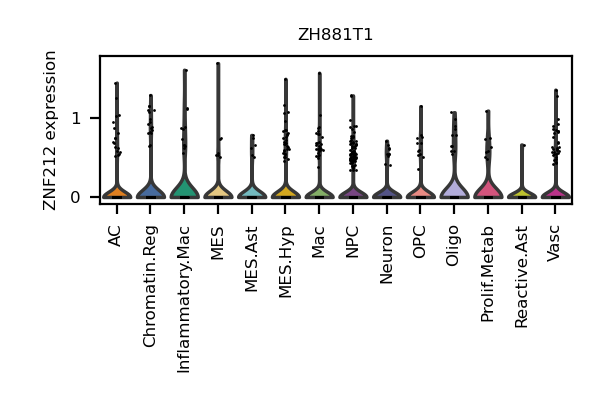 ZH881T1
ZNF212 expression
1
0
AC
Chromatin.Reg
Inflammatory.Mac
MES
MES.Ast
MES.Hyp
Mac
NPC
Neuron
OPC
Oligo
Prolif.Metab
Reactive.Ast
Vasc